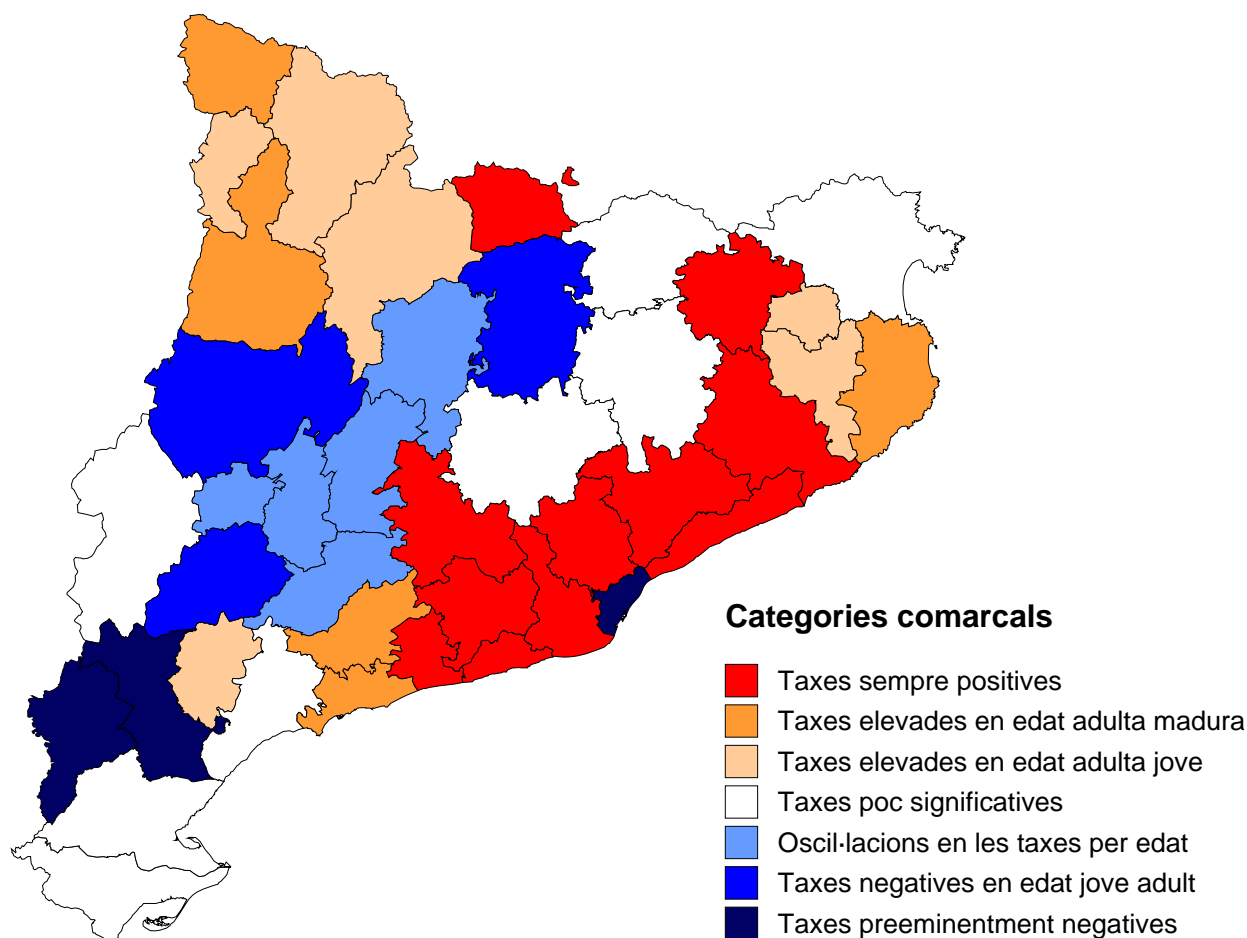 Categories comarcals
Taxes sempre positives
Taxes elevades en edat adulta madura
Taxes elevades en edat adulta jove
Taxes poc significatives
Oscil·lacions en les taxes per edat
Taxes negatives en edat jove adult
Taxes preeminentment negatives